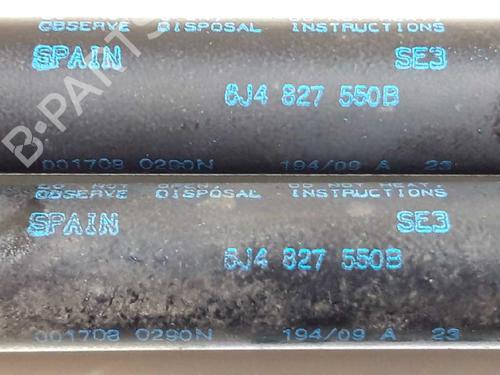 OBSERVE DISPOSAL INSTRUCTIONS
SPAIN SE3
6J4 827 550B
001708 0290N 194/09 A 23
OBSERVE DISPOSAL INSTRUCTIONS
SPAIN SE3
6J4 827 550B
001708 0290N 194/09 A 23
B-PARTS